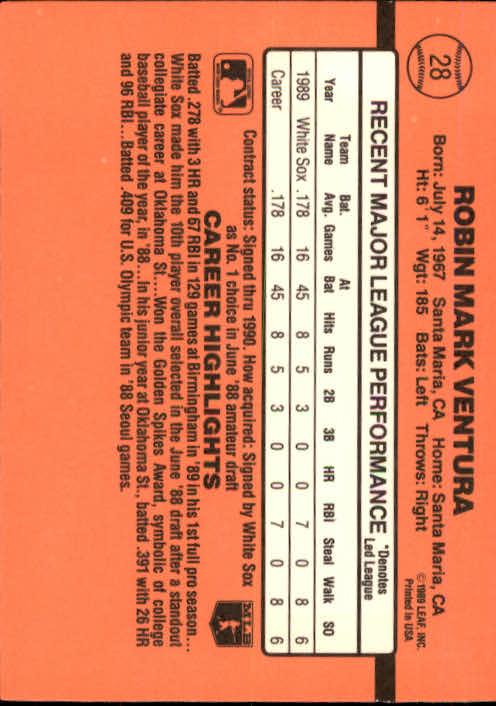 28
ROBIN MARK VENTURA
Born: July 14, 1967 Santa Maria, CA Home: Santa Maria, CA
Ht: 6'1" Wgt: 185 Bats: Left Throws: Right
© 1989 LEAF, INC.
Printed in USA
RECENT MAJOR LEAGUE PERFORMANCE *Denotes Led League
Year Team Name Bat. Avg. Games At Bat Hits Runs 2B 3B HR RBI Steal Walk SO
1989 White Sox .178 16 45 8 5 3 0 0 7 0 8 6
Career .178 16 45 8 5 3 0 0 7 0 8 6
Contract status: Signed thru 1990. How acquired: Signed by White Sox
as No. 1 choice in June '88 amateur draft
MLB
CAREER HIGHLIGHTS
Batted .278 with 3 HR and 67 RBI in 129 games at Birmingham in '89 in his 1st full pro season...
White Sox made him the 10th player overall selected in the June '88 draft after a standout
collegiate career at Oklahoma St....Won the Golden Spikes Award, symbolic of college
baseball player of the year, in '88...In his junior year at Oklahoma St., batted .391 with 26 HR
and 96 RBI...Batted .409 for U.S. Olympic team in '88 Seoul games.